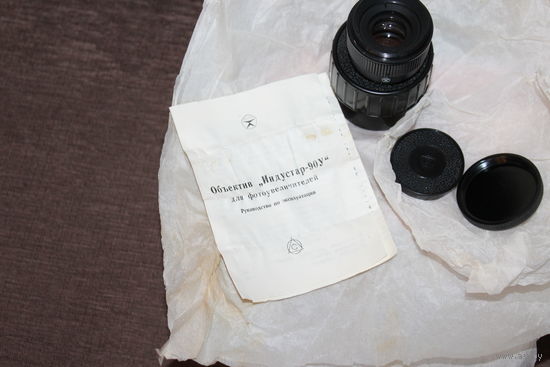 Объектив „Индустар-90У“
для фотоувеличителей
Руководство по эксплуатации